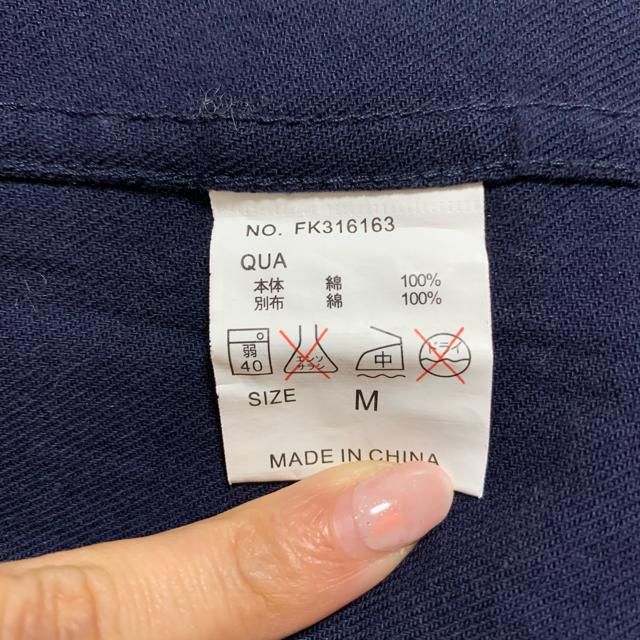 NO. FK316163
QUA
本体 綿 100%
別布 綿 100%
弱 40 エンソ サラシ 中 ドライ
SIZE M
MADE IN CHINA